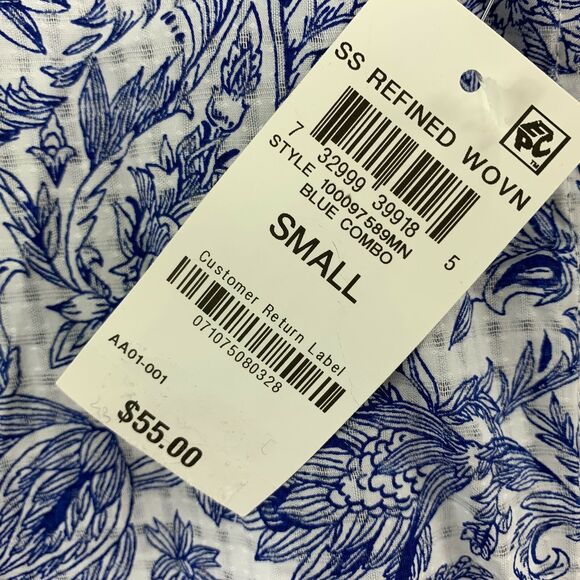 SS REFINED WOVN
EPC
7 32999 39918 5
STYLE 100097589MN
BLUE COMBO
SMALL
Customer Return Label
071075080328
AA01-001
$55.00